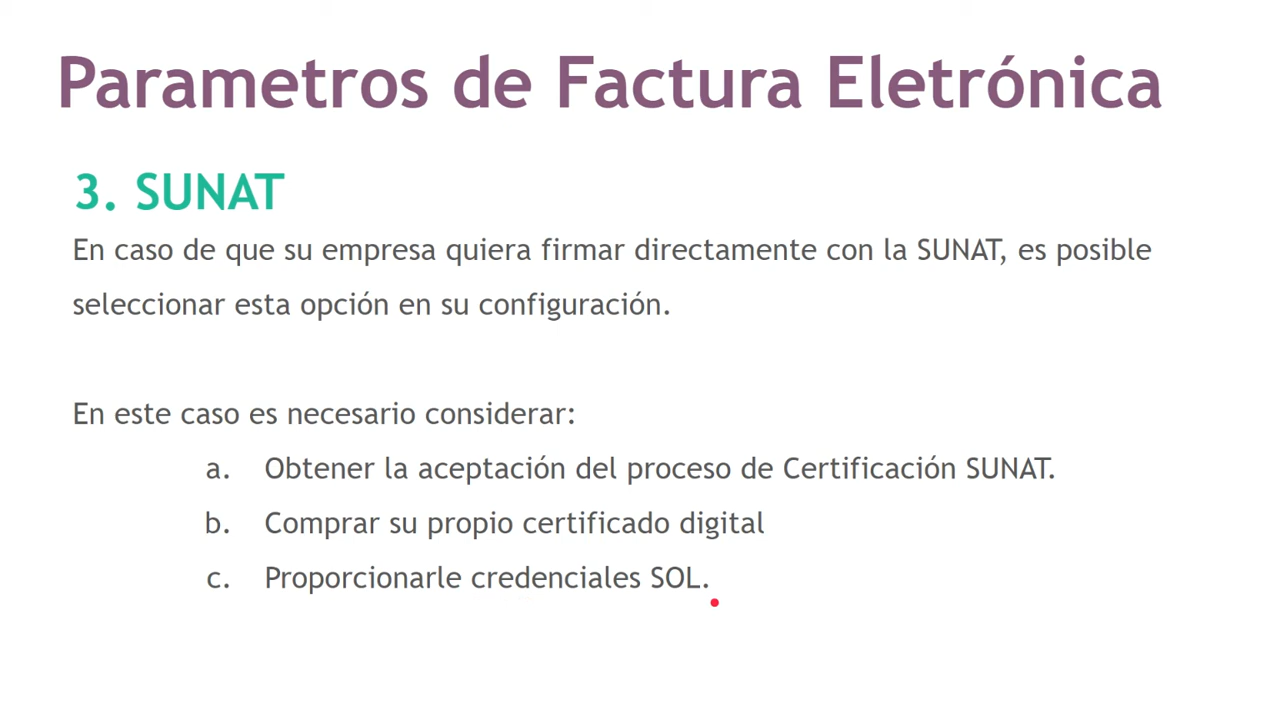 Parametros de Factura Eletrónica
3. SUNAT
En caso de que su empresa quiera firmar directamente con la SUNAT, es posible
seleccionar esta opción en su configuración.
En este caso es necesario considerar:
a. Obtener la aceptación del proceso de Certificación SUNAT.
b. Comprar su propio certificado digital
c. Proporcionarle credenciales SOL.